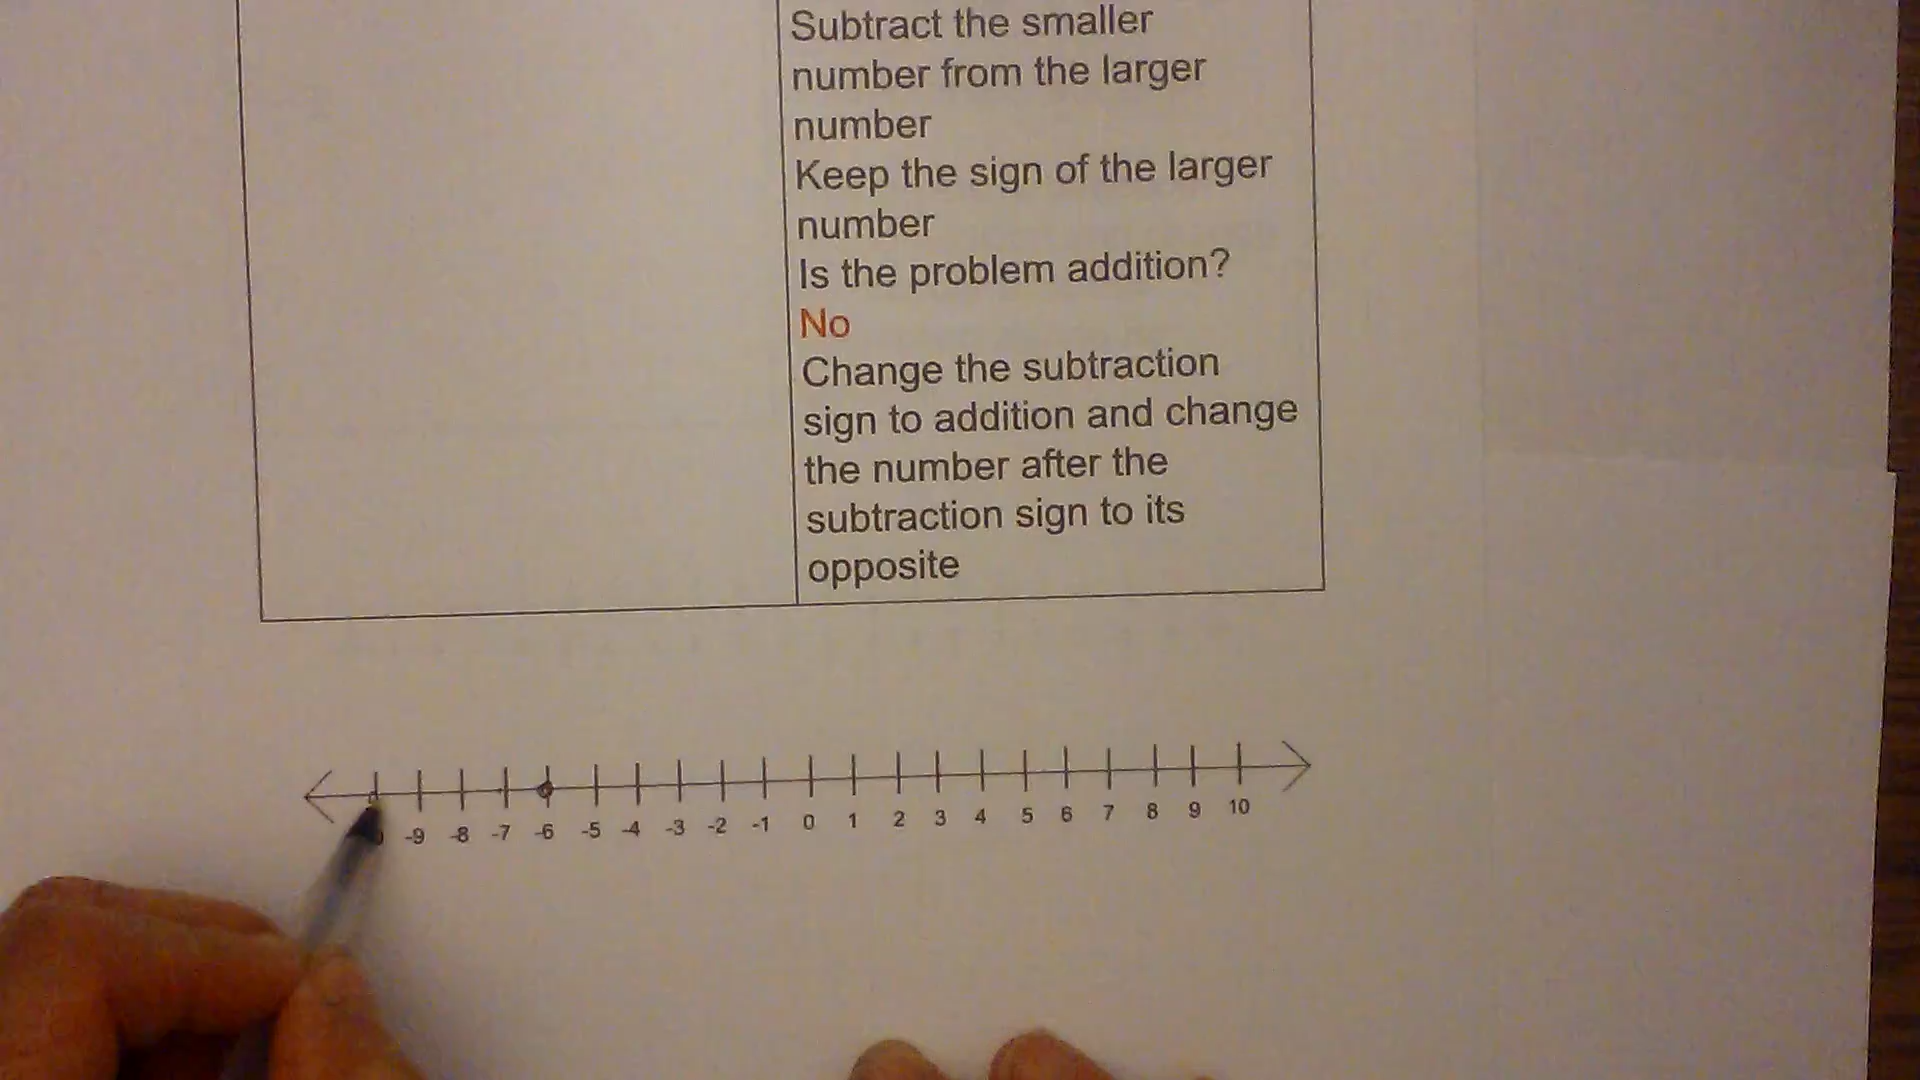 Subtract the smaller
number from the larger
number
Keep the sign of the larger
number
Is the problem addition?
No
Change the subtraction
sign to addition and change
the number after the
subtraction sign to its
opposite
-9 -8 -7 -6 -5 -4 -3 -2 -1 0 1 2 3 4 5 6 7 8 9 10